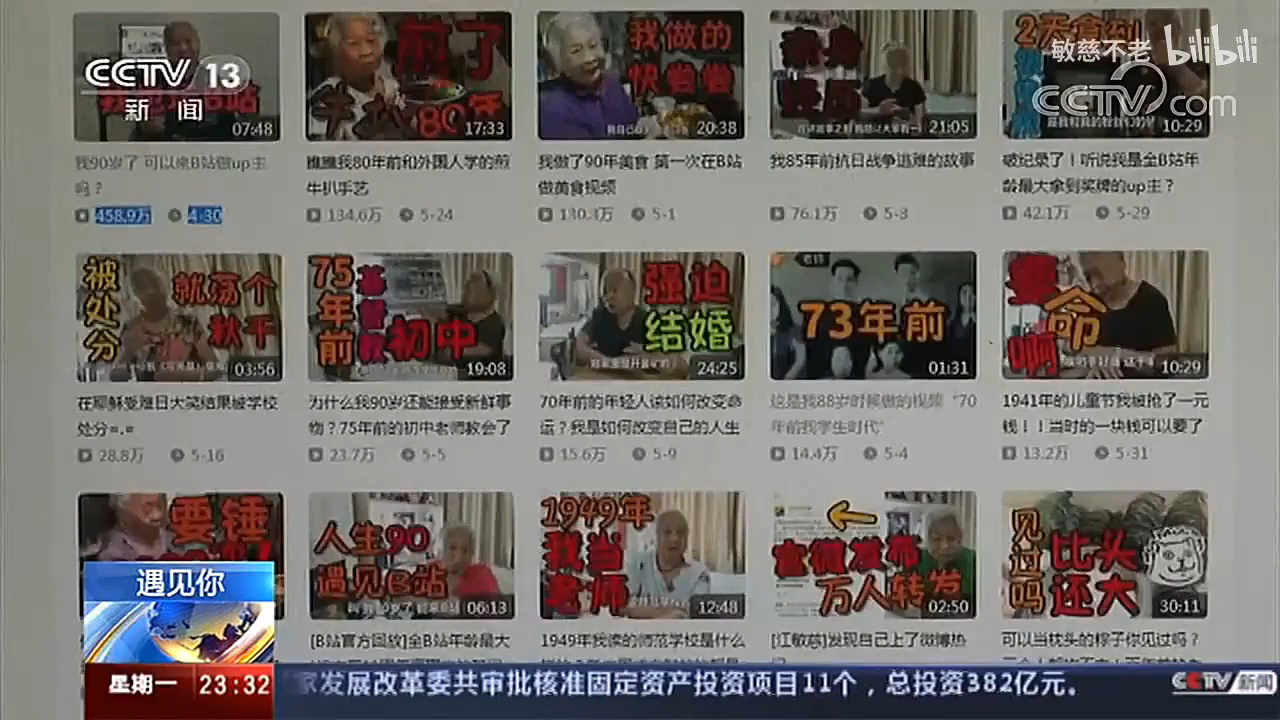 CCTV 13
新闻
敏慈不老 bilibili
CCTV.com
07:48
煎了
牛扒80年
17:33
我做的
快尝尝
20:38
亲身
经历
21:05
2天拿到
10:29
我90岁了 可以来B站做up主
吗？
458.9万 4-30
瞧瞧我80年前和外国人学的煎
牛扒手艺
134.6万 5-24
我做了90年美食 第一次在B站
做美食视频
130.3万 5-1
我85年前抗日战争逃难的故事
76.1万 5-3
破纪录了！听说我是全B站年
龄最大拿到奖牌的up主？
42.1万 5-29
被处分
就荡个
秋千
03:56
75年前
基督教
初中
19:08
强迫
结婚
24:25
73年前
01:31
要命啊
10:29
在耶稣受难日大笑结果被学校
处分=.=
28.8万 5-16
为什么我90岁还能接受新鲜事
物？75年前的初中老师教会了
23.7万 5-5
70年前的年轻人该如何改变命
运？我是如何改变自己的人生
15.6万 5-9
这是我88岁时候做的视频“70
年前我学生时代”
14.4万 5-4
1941年的儿童节我被抢了一元
钱！！当时的一块钱可以要了
13.2万 5-31
要锤
人生90
遇见B站
06:13
1949年
我当
老师
12:48
官微发布
万人转发
02:50
见过吗
比头
还大
30:11
[B站官方回放]全B站年龄最大
1949年我读的师范学校是什么
[江敏慈]发现自己上了微博热
可以当枕头的粽子你见过吗？
遇见你
星期一 23:32
家发展改革委共审批核准固定资产投资项目11个，总投资382亿元。
CCTV 新闻